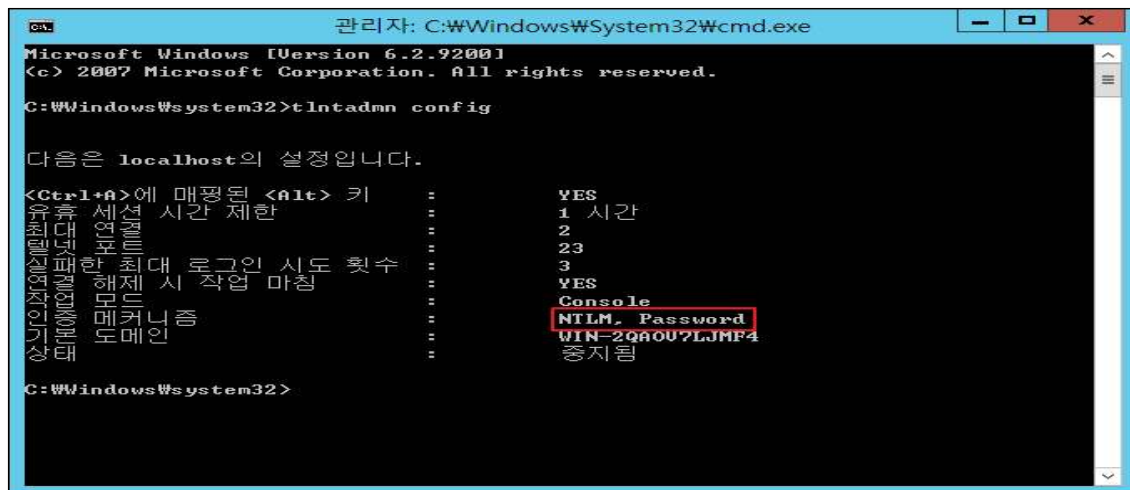 관리자: C:₩Windows₩System32₩cmd.exe
Microsoft Windows [Version 6.2.9200]
(c) 2007 Microsoft Corporation. All rights reserved.
C:₩Windows₩system32>tlntadmn config
다음은 localhost의 설정입니다.
<Ctrl+A>에 매핑된 <Alt> 키 : YES
유휴 세션 시간 제한 : 1 시간
최대 연결 : 2
텔넷 포트 : 23
실패한 최대 로그인 시도 횟수 : 3
연결 해제 시 작업 마침 : YES
작업 모드 : Console
인증 메커니즘 : NTLM, Password
기본 도메인 : WIN-2QAOV7LJMF4
상태 : 중지됨
C:₩Windows₩system32>